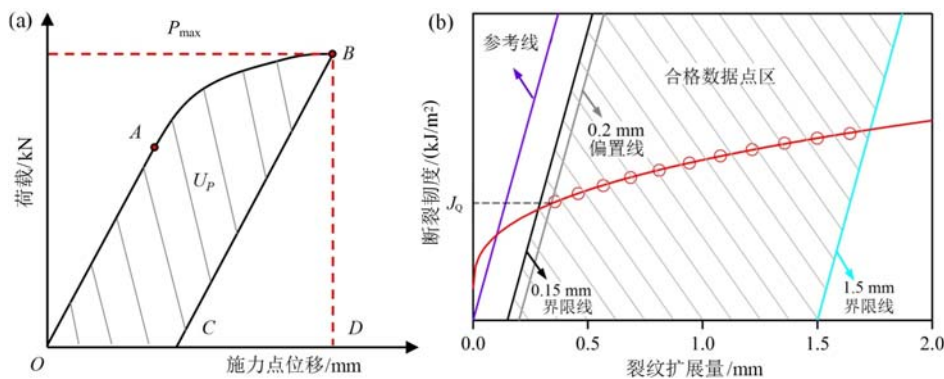 (a)
P_max
B
A
U_P
荷载/kN
O
C
D
施力点位移/mm
(b)
参考线
合格数据点区
0.2 mm
偏置线
断裂韧度/(kJ/m²)
J_Q
0.15 mm
界限线
1.5 mm
界限线
0.0
0.5
1.0
1.5
2.0
裂纹扩展量/mm